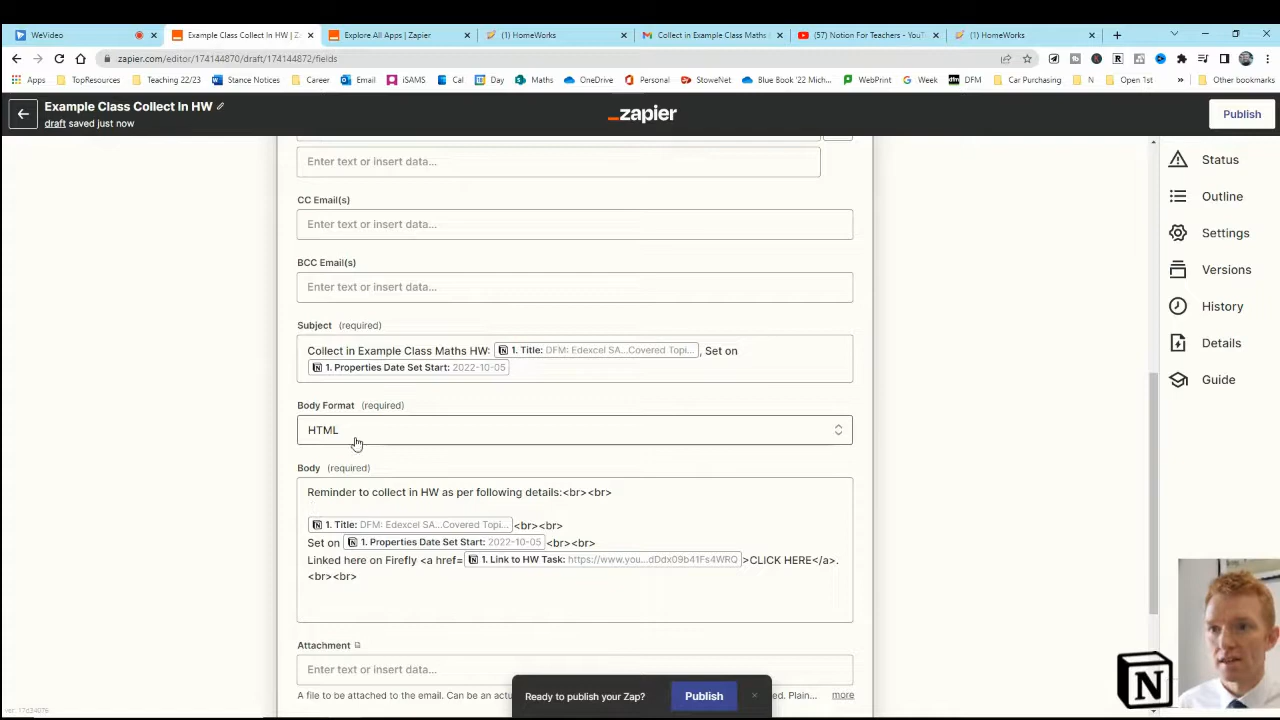 WeVideo
Example Class Collect In HW | Z
Explore All Apps | Zapier
(1) HomeWorks
Collect in Example Class Maths H
(57) Notion For Teachers - YouT
(1) HomeWorks
zapier.com/editor/174144870/draft/174144872/fields
Apps TopResources Teaching 22/23 Stance Notices Career Email iSAMS Cal Day Maths OneDrive Personal StoreNet Blue Book '22 Mich... WebPrint Week DFM Car Purchasing N Open 1st » Other bookmarks
Example Class Collect In HW
draft saved just now
zapier
Publish
Enter text or insert data...
CC Email(s)
Enter text or insert data...
BCC Email(s)
Enter text or insert data...
Subject (required)
Collect in Example Class Maths HW: 1. Title: DFM: Edexcel SA...Covered Topi... , Set on
1. Properties Date Set Start: 2022-10-05
Body Format (required)
HTML
Body (required)
Reminder to collect in HW as per following details:<br><br>
1. Title: DFM: Edexcel SA...Covered Topi... <br><br>
Set on 1. Properties Date Set Start: 2022-10-05 <br><br>
Linked here on Firefly <a href= 1. Link to HW Task: https://www.you...dDdx09b41Fs4WRQ >CLICK HERE</a>.
<br><br>
Attachment
Enter text or insert data...
A file to be attached to the email. Can be an actu
d. Plain... more
Ready to publish your Zap? Publish
Status
Outline
Settings
Versions
History
Details
Guide
N